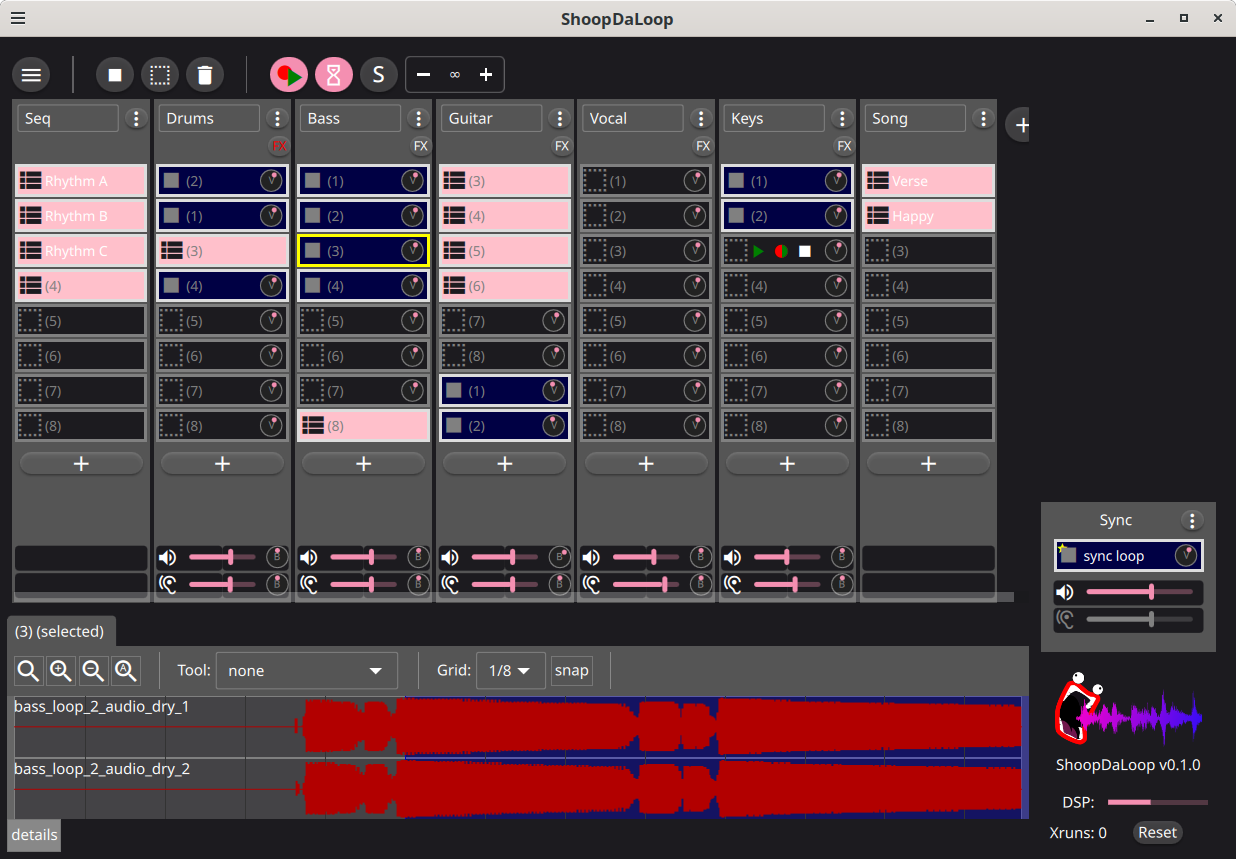 ShoopDaLoop
S
− ∞ +
Seq Drums Bass Guitar Vocal Keys Song
FX FX FX FX FX
Rhythm A (2) (1) (3) (1) (1) Verse
Rhythm B (1) (2) (4) (2) (2) Happy
Rhythm C (3) (3) (5) (3) (3)
(4) (4) (4) (6) (4) (4) (4)
(5) (5) (5) (7) (5) (5) (5)
(6) (6) (6) (8) (6) (6) (6)
(7) (7) (7) (1) (7) (7) (7)
(8) (8) (8) (2) (8) (8) (8)
Sync
sync loop
(3) (selected)
Tool: none Grid: 1/8 snap
bass_loop_2_audio_dry_1
bass_loop_2_audio_dry_2
details
ShoopDaLoop v0.1.0
DSP:
Xruns: 0 Reset